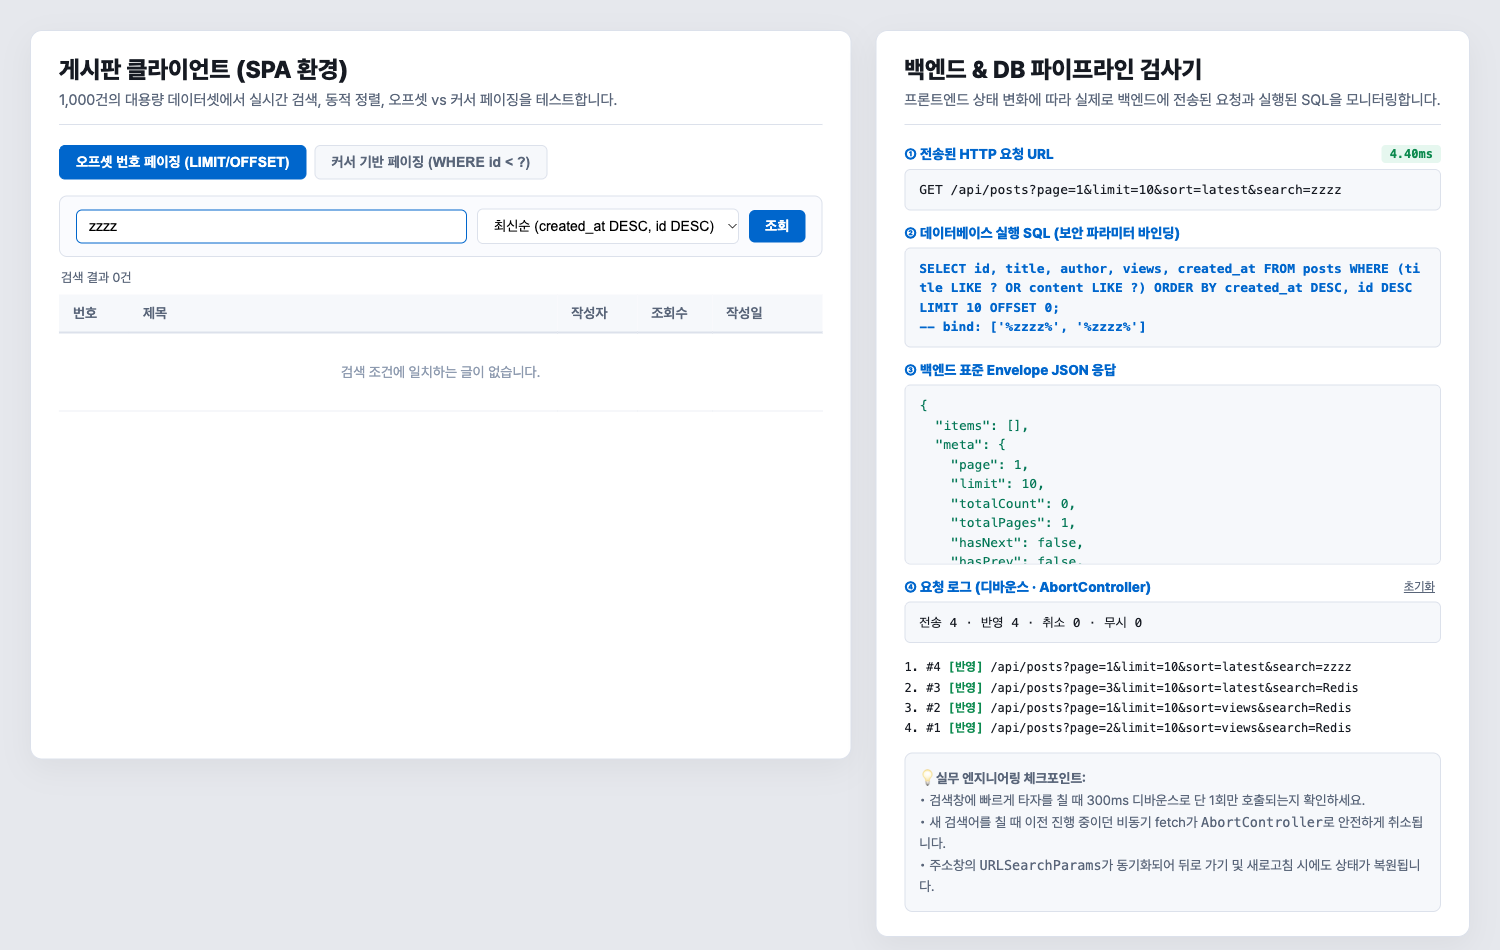 게시판 클라이언트 (SPA 환경)
1,000건의 대용량 데이터셋에서 실시간 검색, 동적 정렬, 오프셋 vs 커서 페이징을 테스트합니다.
오프셋 번호 페이징 (LIMIT/OFFSET)
커서 기반 페이징 (WHERE id < ?)
zzzz
최신순 (created_at DESC, id DESC)
조회
검색 결과 0건
번호 제목 작성자 조회수 작성일
검색 조건에 일치하는 글이 없습니다.
백엔드 & DB 파이프라인 검사기
프론트엔드 상태 변화에 따라 실제로 백엔드에 전송된 요청과 실행된 SQL을 모니터링합니다.
① 전송된 HTTP 요청 URL
4.40ms
GET /api/posts?page=1&limit=10&sort=latest&search=zzzz
② 데이터베이스 실행 SQL (보안 파라미터 바인딩)
SELECT id, title, author, views, created_at FROM posts WHERE (ti
tle LIKE ? OR content LIKE ?) ORDER BY created_at DESC, id DESC
LIMIT 10 OFFSET 0;
-- bind: ['%zzzz%', '%zzzz%']
③ 백엔드 표준 Envelope JSON 응답
{
"items": [],
"meta": {
"page": 1,
"limit": 10,
"totalCount": 0,
"totalPages": 1,
"hasNext": false,
"hasPrev": false,
④ 요청 로그 (디바운스 · AbortController)
초기화
전송 4 · 반영 4 · 취소 0 · 무시 0
1. #4 [반영] /api/posts?page=1&limit=10&sort=latest&search=zzzz
2. #3 [반영] /api/posts?page=3&limit=10&sort=latest&search=Redis
3. #2 [반영] /api/posts?page=1&limit=10&sort=views&search=Redis
4. #1 [반영] /api/posts?page=2&limit=10&sort=views&search=Redis
💡실무 엔지니어링 체크포인트:
• 검색창에 빠르게 타자를 칠 때 300ms 디바운스로 단 1회만 호출되는지 확인하세요.
• 새 검색어를 칠 때 이전 진행 중이던 비동기 fetch가 AbortController로 안전하게 취소됩
니다.
• 주소창의 URLSearchParams가 동기화되어 뒤로 가기 및 새로고침 시에도 상태가 복원됩니
다.